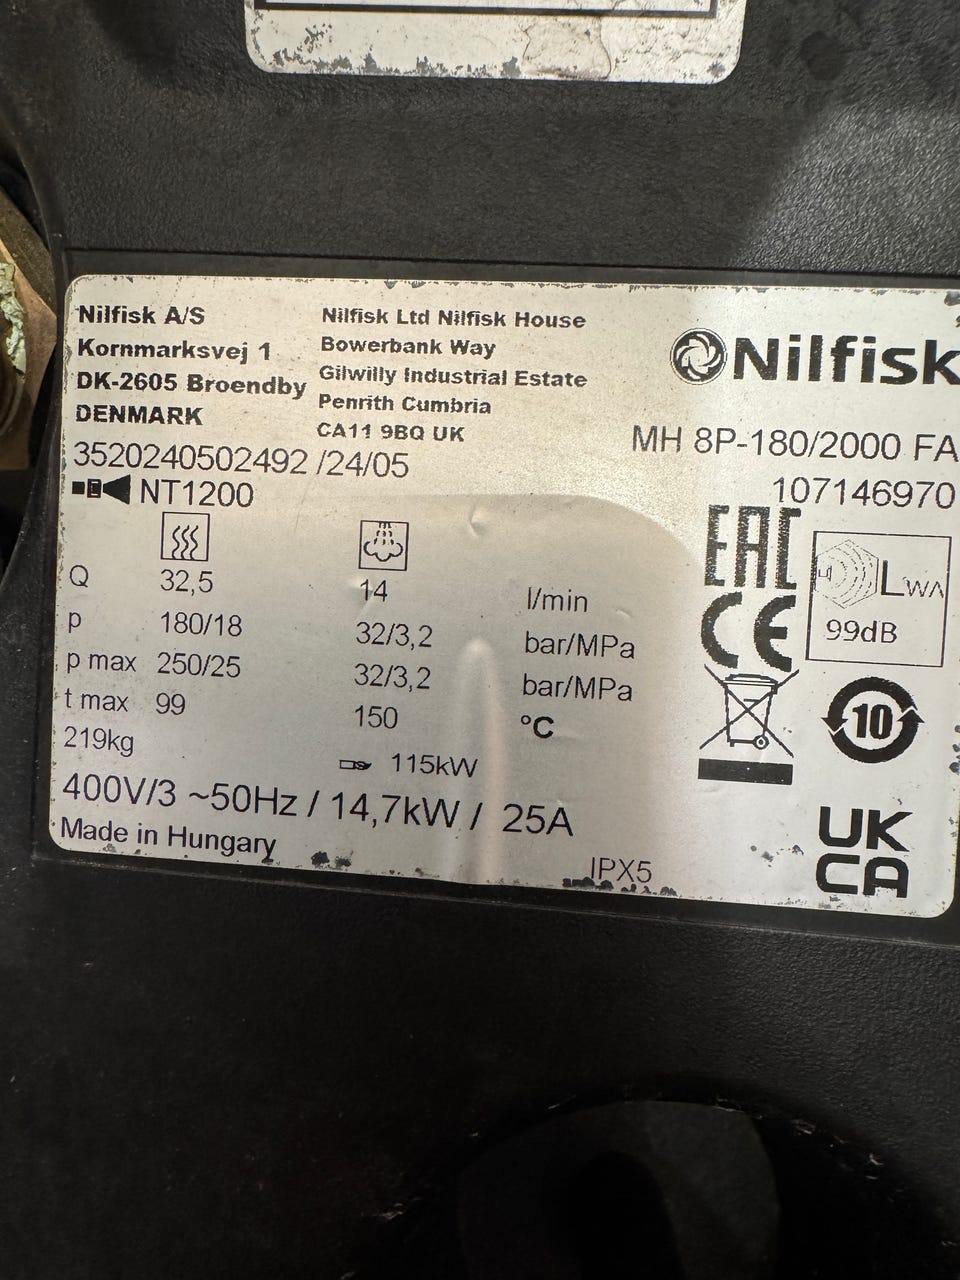 Nilfisk A/S
Kornmarksvej 1
DK-2605 Broendby
DENMARK
Nilfisk Ltd Nilfisk House
Bowerbank Way
Gilwilly Industrial Estate
Penrith Cumbria
CA11 9BQ UK
Nilfisk
MH 8P-180/2000 FA
107146970
3520240502492 /24/05
NT1200
Q 32,5 14 l/min
p 180/18 32/3,2 bar/MPa
p max 250/25 32/3,2 bar/MPa
t max 99 150 °C
219kg
115kW
400V/3 ~50Hz / 14,7kW / 25A
Made in Hungary
IPX5
EAC
CE
LWA
99dB
10
UK
CA